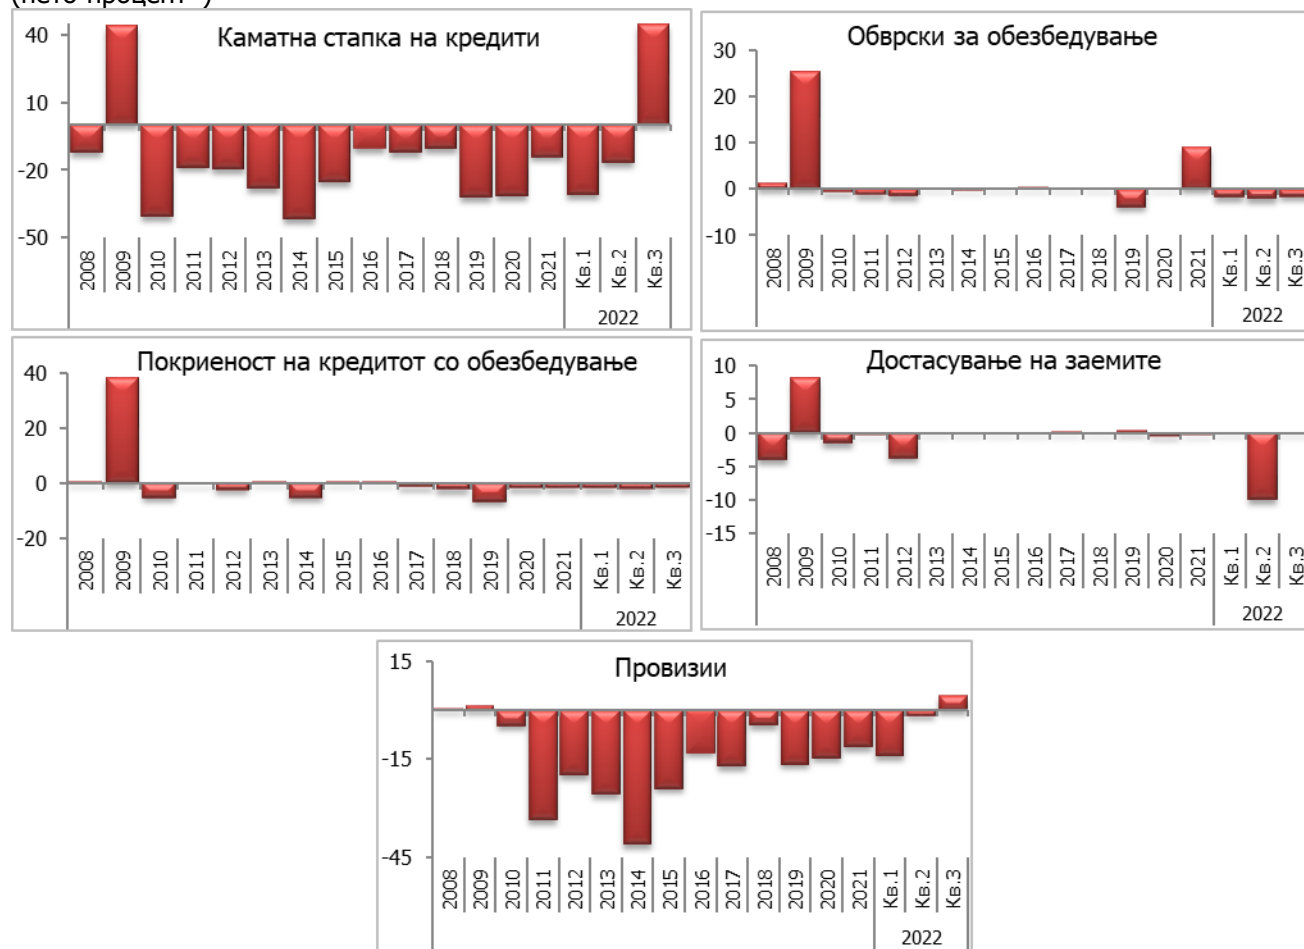 (нето процент
Каматна стапка на кредити
40
10
-20
-50
2008 2009 2010 2011 2012 2013 2014 2015 2016 2017 2018 2019 2020 2021 Кв.1 Кв.2 Кв.3
2022
Обврски за обезбедување
30
20
10
0
-10
2008 2009 2010 2011 2012 2013 2014 2015 2016 2017 2018 2019 2020 2021 Кв.1 Кв.2 Кв.3
2022
Покриеност на кредитот со обезбедување
40
20
0
-20
2008 2009 2010 2011 2012 2013 2014 2015 2016 2017 2018 2019 2020 2021 Кв.1 Кв.2 Кв.3
2022
Достасување на заемите
10
5
0
-5
-10
-15
2008 2009 2010 2011 2012 2013 2014 2015 2016 2017 2018 2019 2020 2021 Кв.1 Кв.2 Кв.3
2022
Провизии
15
-15
-45
2008 2009 2010 2011 2012 2013 2014 2015 2016 2017 2018 2019 2020 2021 Кв.1 Кв.2 Кв.3
2022